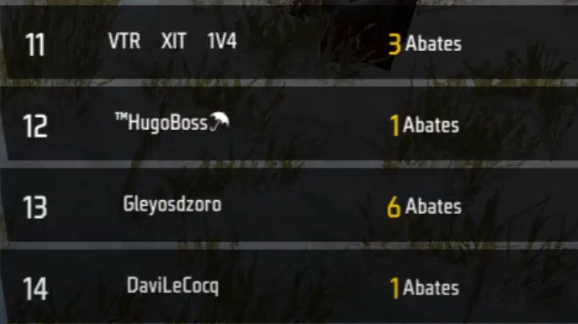 11 VTR XIT 1V4 3 Abates
12 ™HugoBoss☂ 1 Abates
13 Gleyosdzoro 6 Abates
14 DaviLeCocq 1 Abates